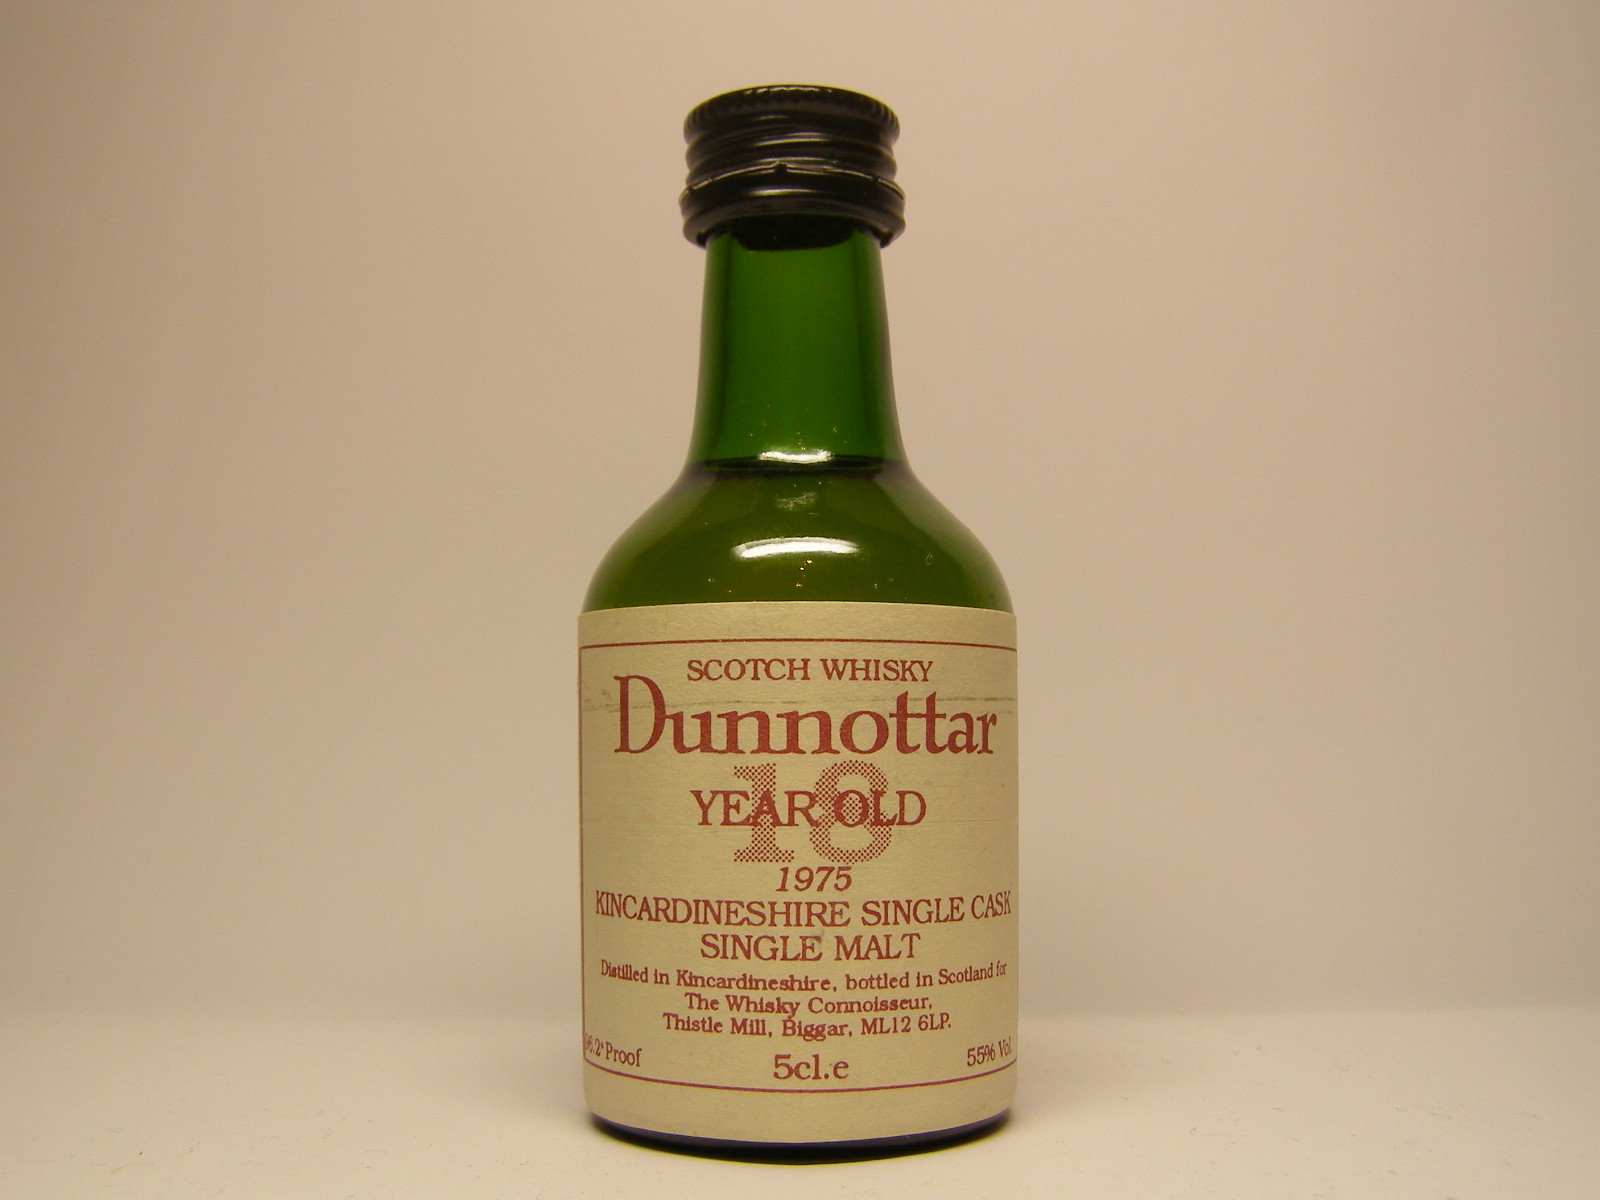 SCOTCH WHISKY
Dunnottar
18
YEAR OLD
1975
KINCARDINESHIRE SINGLE CASK
SINGLE MALT
Distilled in Kincardineshire, bottled in Scotland for
The Whisky Connoisseur,
Thistle Mill, Biggar, ML12 6LP.
96.2° Proof 5cl.e 55% Vol.